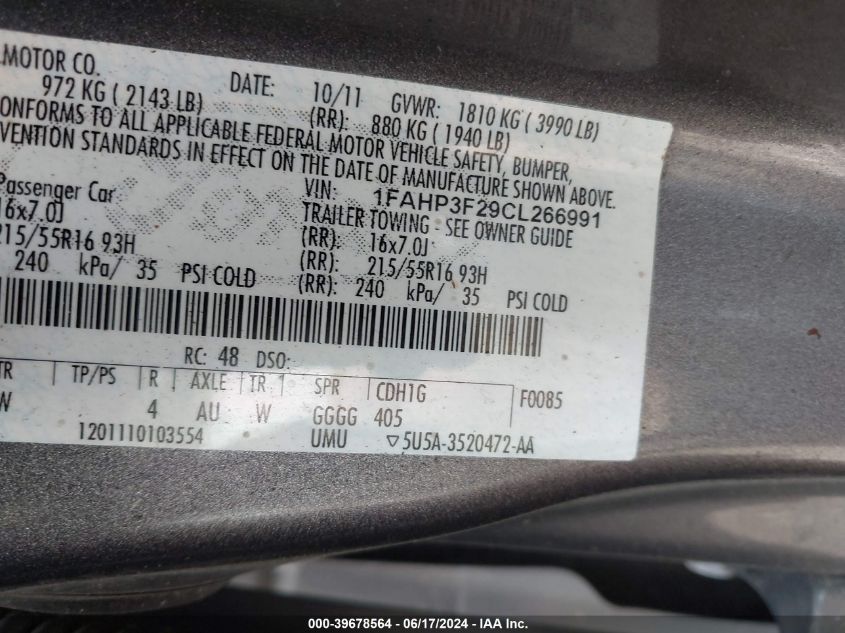 MOTOR CO.
DATE: 10/11 GVWR: 1810 KG ( 3990 LB)
972 KG ( 2143 LB) (RR): 880 KG ( 1940 LB)
ONFORMS TO ALL APPLICABLE FEDERAL MOTOR VEHICLE SAFETY, BUMPER,
VENTION STANDARDS IN EFFECT ON THE DATE OF MANUFACTURE SHOWN ABOVE.
VIN: 1FAHP3F29CL266991
Passenger Car TRAILER TOWING - SEE OWNER GUIDE
16x7.0J (RR): 16x7.0J
215/55R16 93H (RR): 215/55R16 93H
240 kPa/ 35 PSI COLD (RR): 240 kPa/ 35 PSI COLD
RC: 48 DSO:
TR TP/PS R AXLE TR SPR CDH1G F0085
W 4 AU W GGGG 405
1201110103554 UMU ▽5U5A-3520472-AA
000-39678564 / 06/17/2024 - IAA Inc.